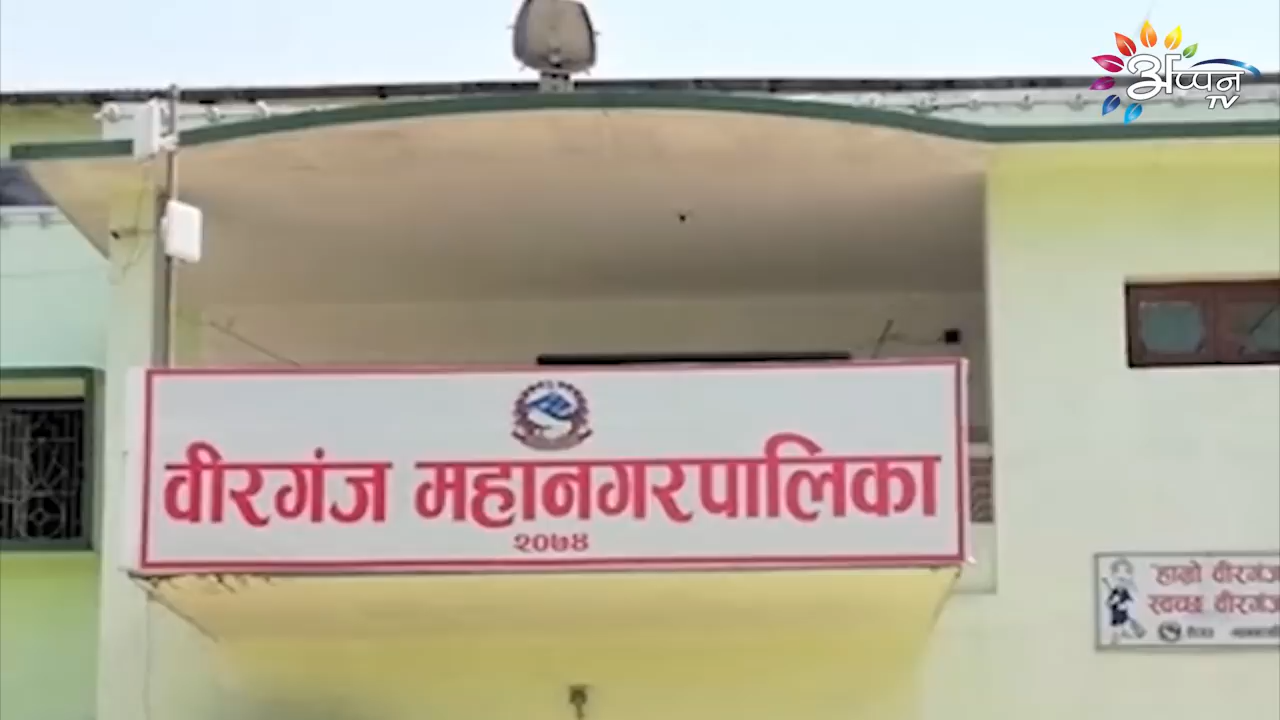 अप्पन
TV
वीरगंज महानगरपालिका
२०७४
हाम्रो वीरगंज
स्वच्छ वीरगंज